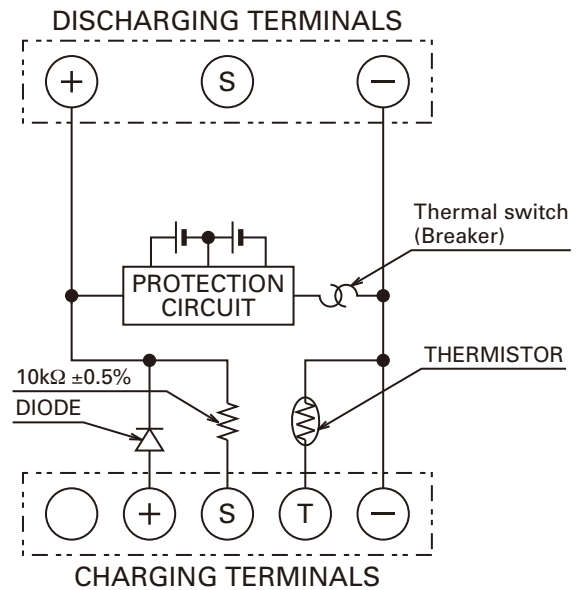 DISCHARGING TERMINALS
+ S −
Thermal switch
(Breaker)
PROTECTION
CIRCUIT
THERMISTOR
10kΩ ±0.5%
DIODE
+ S T −
CHARGING TERMINALS